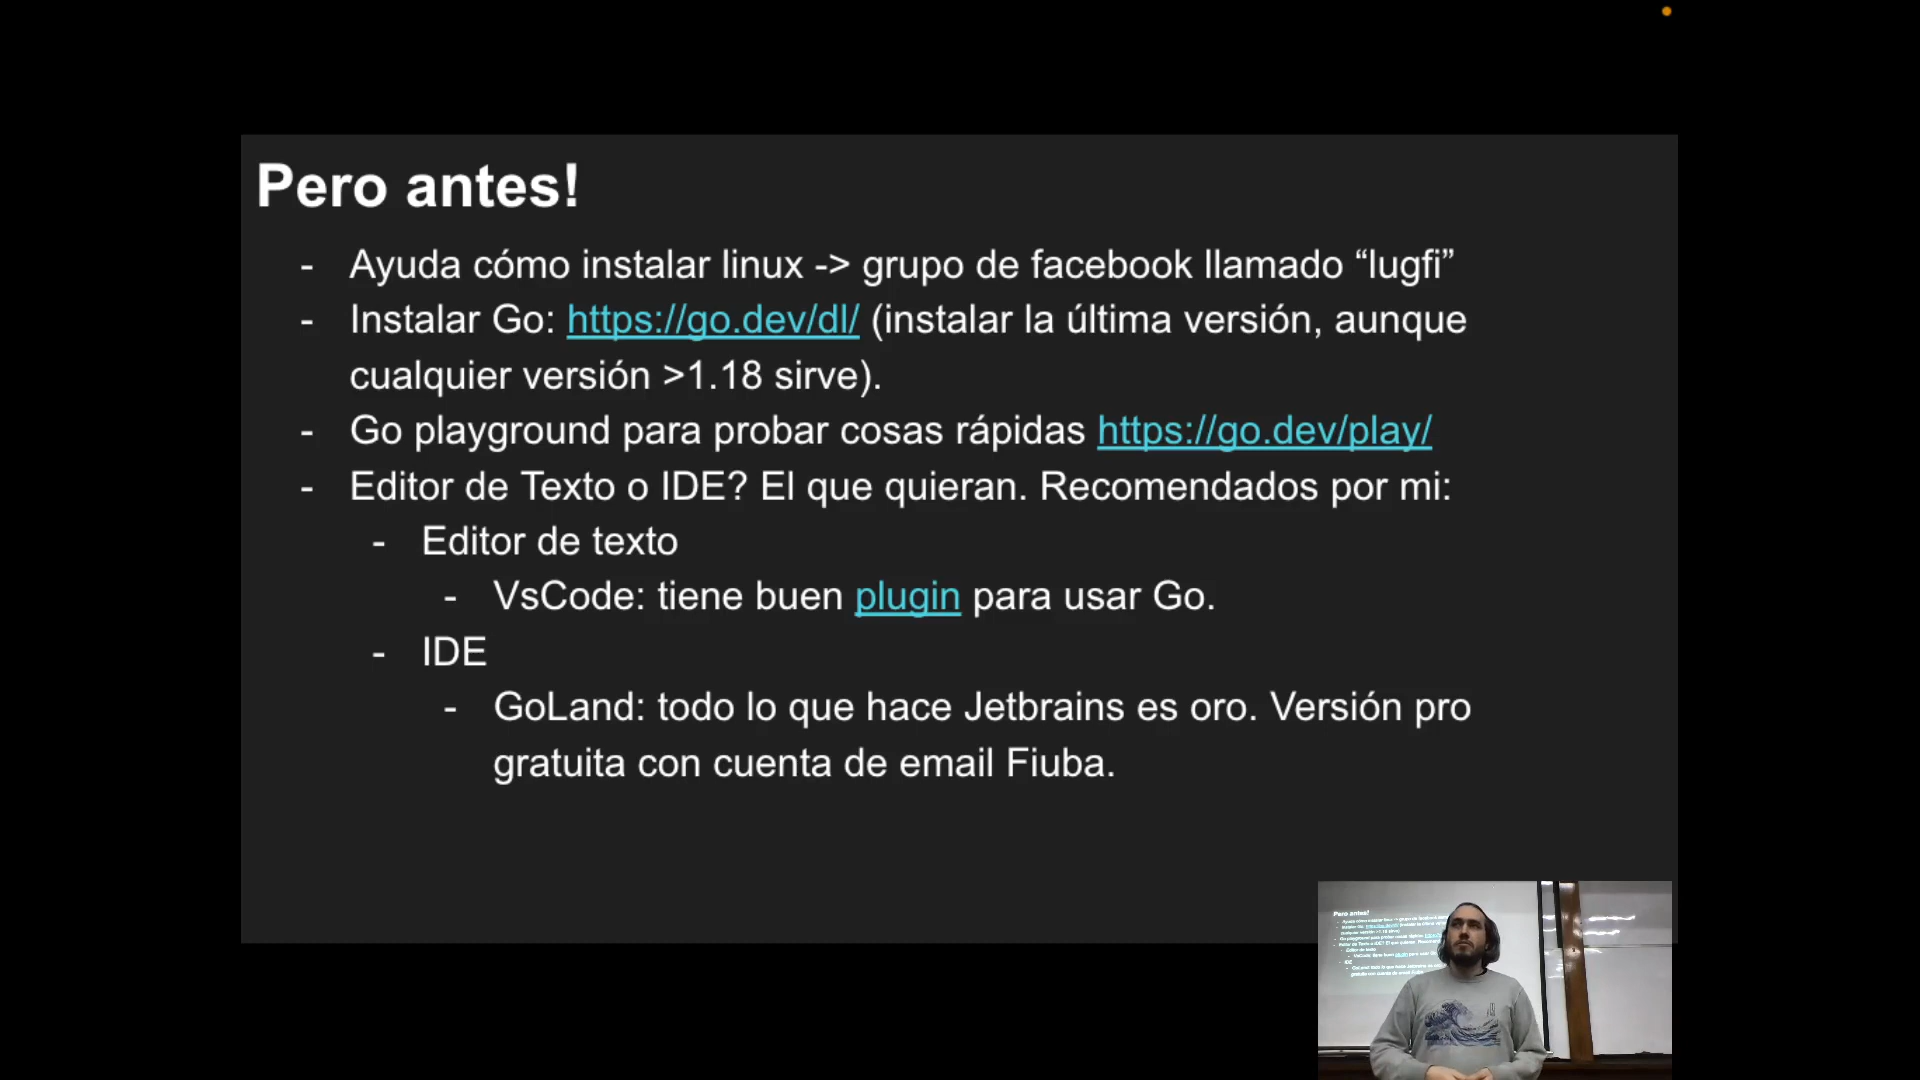 Pero antes!
- Ayuda cómo instalar linux -> grupo de facebook llamado “lugfi”
- Instalar Go: https://go.dev/dl/ (instalar la última versión, aunque
cualquier versión >1.18 sirve).
- Go playground para probar cosas rápidas https://go.dev/play/
- Editor de Texto o IDE? El que quieran. Recomendados por mi:
- Editor de texto
- VsCode: tiene buen plugin para usar Go.
- IDE
- GoLand: todo lo que hace Jetbrains es oro. Versión pro
gratuita con cuenta de email Fiuba.
Pero antes!